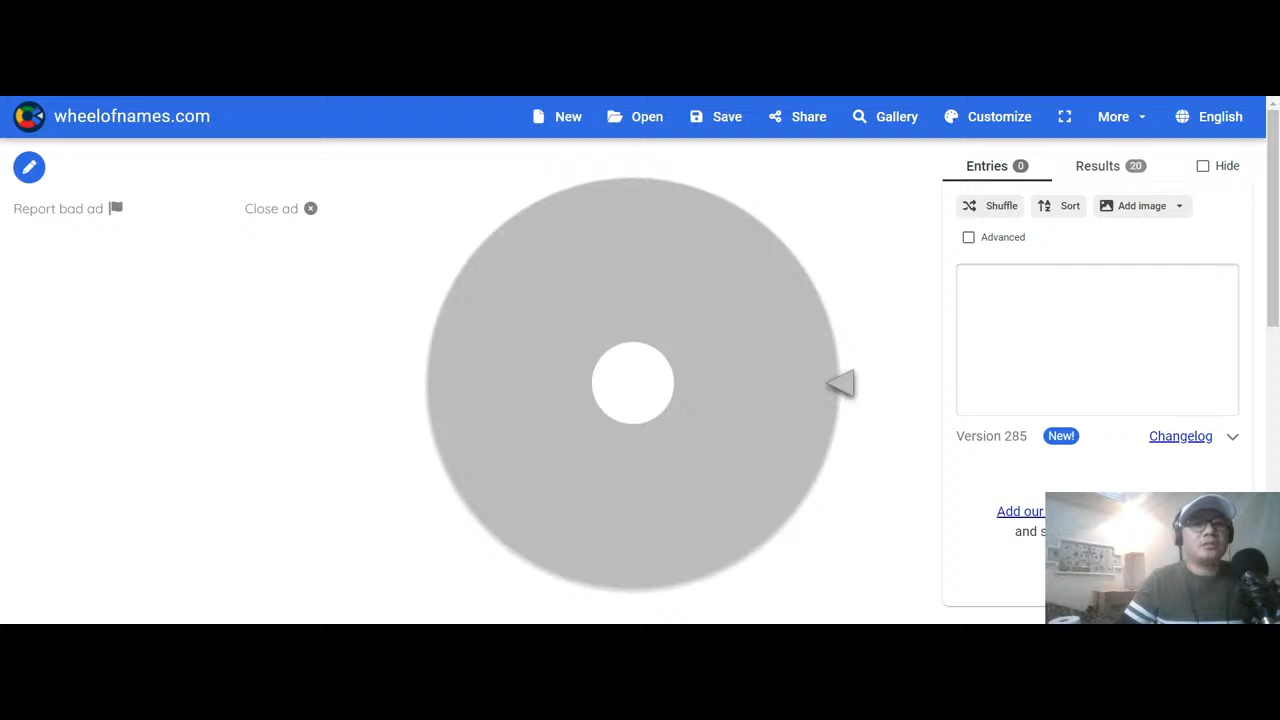 wheelofnames.com New Open Save Share Gallery Customize More English
Entries 0 Results 20 Hide
Report bad ad Close ad
Shuffle Sort Add image
Advanced
Version 285 New! Changelog
Add our
and s